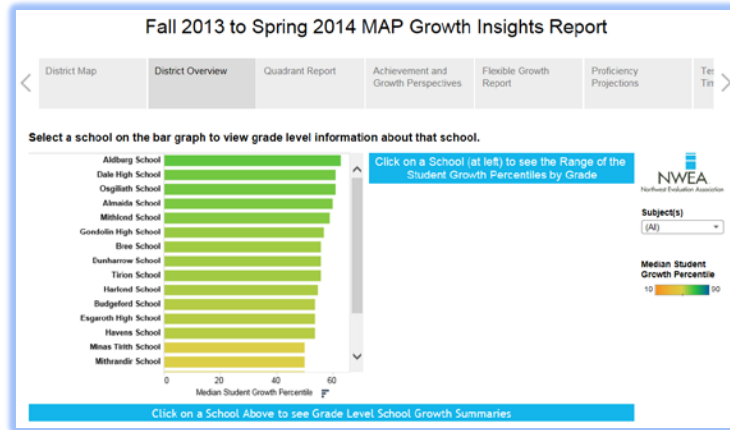 Fall 2013 to Spring 2014 MAP Growth Insights Report
District Map
District Overview
Quadrant Report
Achievement and
Growth Perspectives
Flexible Growth
Report
Proficiency
Projections
Select a school on the bar graph to view grade level information about that school.
Aldburg School
Dale High School
Osgiliath School
Almaida School
Mithlond School
Gondolin High School
Bree School
Dunharrow School
Tirion School
Harlond School
Budgeford School
Esgaroth High School
Havens School
Minas Tirith School
Mithrandir School
0 20 40 60
Median Student Growth Percentile
Click on a School (at left) to see the Range of the
Student Growth Percentiles by Grade
NWEA
Northwest Evaluation Association
Subject(s)
(All)
Median Student
Growth Percentile
10 90
Click on a School Above to see Grade Level School Growth Summaries